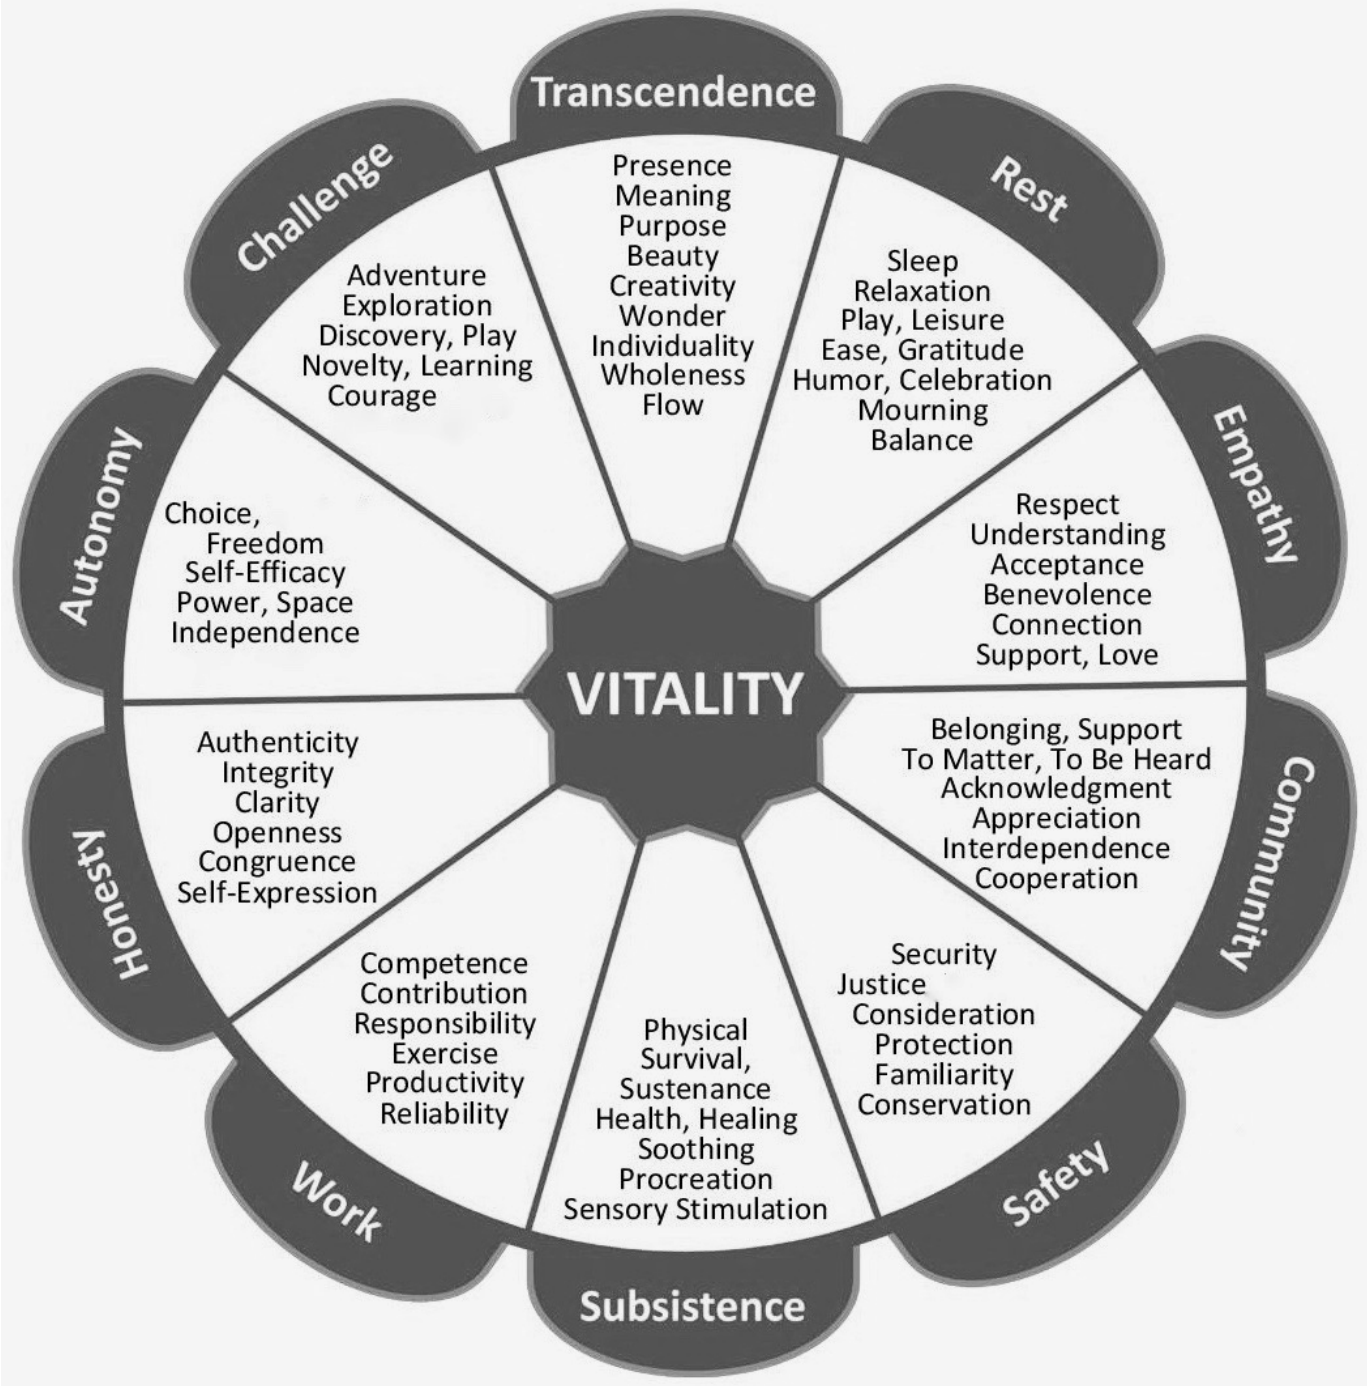 Transcendence
Presence
Meaning
Purpose
Beauty
Creativity
Wonder
Individuality
Wholeness
Flow
Rest
Sleep
Relaxation
Play, Leisure
Ease, Gratitude
Humor, Celebration
Mourning
Balance
Empathy
Respect
Understanding
Acceptance
Benevolence
Connection
Support, Love
Community
Belonging, Support
To Matter, To Be Heard
Acknowledgment
Appreciation
Interdependence
Cooperation
Safety
Security
Justice
Consideration
Protection
Familiarity
Conservation
Subsistence
Physical
Survival,
Sustenance
Health, Healing
Soothing
Procreation
Sensory Stimulation
Work
Competence
Contribution
Responsibility
Exercise
Productivity
Reliability
Honesty
Authenticity
Integrity
Clarity
Openness
Congruence
Self-Expression
Autonomy
Choice,
Freedom
Self-Efficacy
Power, Space
Independence
Challenge
Adventure
Exploration
Discovery, Play
Novelty, Learning
Courage
VITALITY